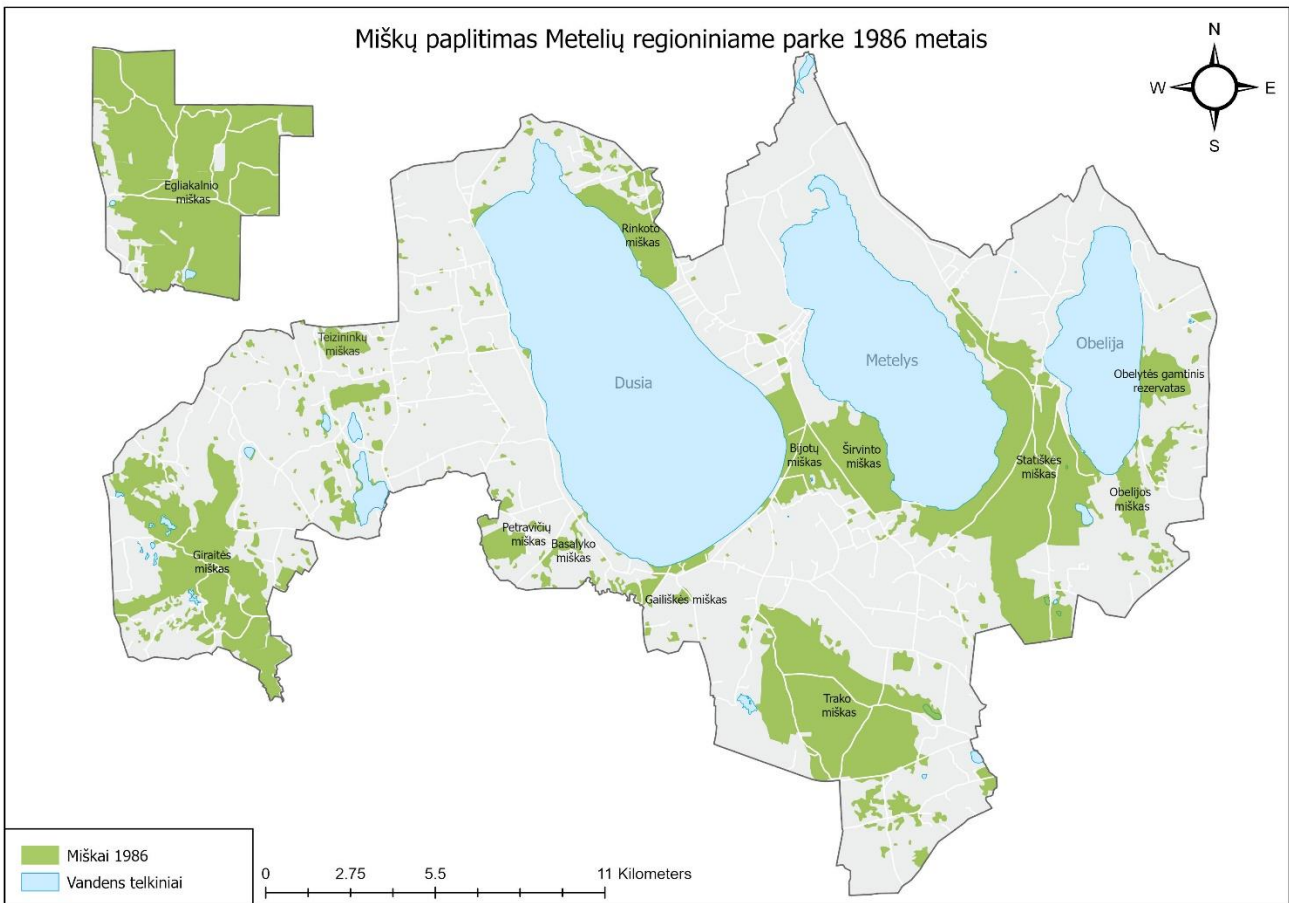 Miškų paplitimas Metelių regioniniame parke 1986 metais
N
W
E
S
Egliakalnio
miškas
Rinkoto
miškas
Teizininkų
miškas
Dusia
Metelys
Obelija
Obelytės gamtinis
rezervatas
Bijotų
miškas
Širvinto
miškas
Statiškės
miškas
Obelijos
miškas
Petravičių
miškas
Basalyko
miškas
Giraitės
miškas
Gailiškės miškas
Trako
miškas
Miškai 1986
Vandens telkiniai
0 2.75 5.5 11 Kilometers